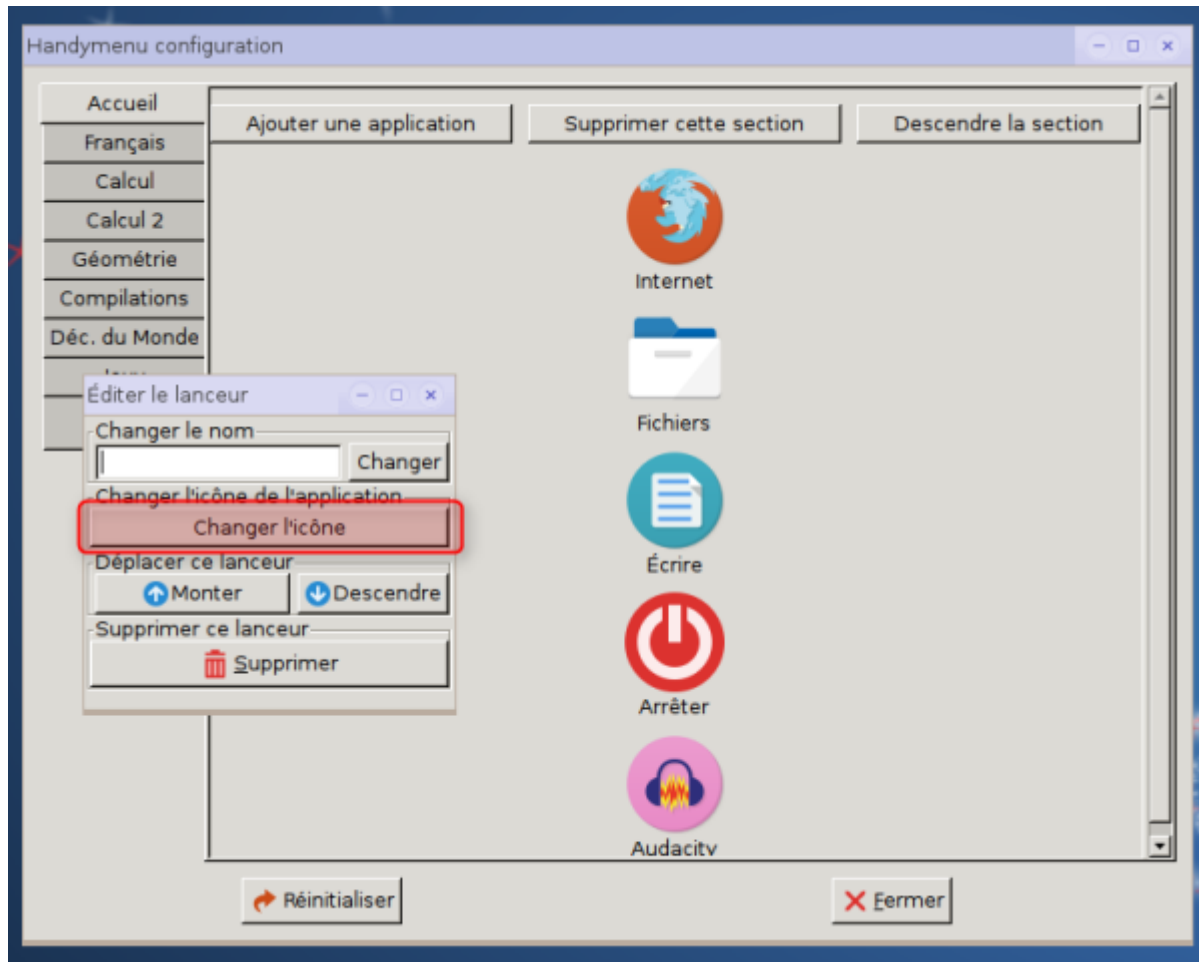 Handymenu configuration
Accueil
Ajouter une application
Supprimer cette section
Descendre la section
Français
Calcul
Calcul 2
Géométrie
Compilations
Déc. du Monde
Internet
Fichiers
Écrire
Arrêter
Audacity
Éditer le lanceur
Changer le nom
Changer
Changer l'icône de l'application
Changer l'icône
Déplacer ce lanceur
Monter
Descendre
Supprimer ce lanceur
Supprimer
Réinitialiser
Fermer